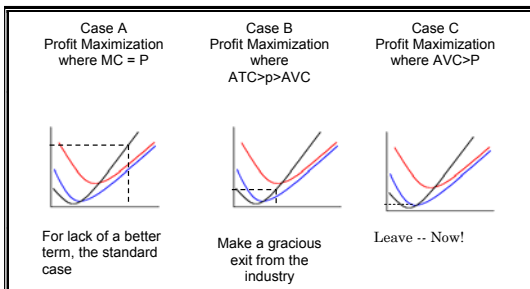 Case A
Profit Maximization
where MC = P
Case B
Profit Maximization
where
ATC>p>AVC
Case C
Profit Maximization
where AVC>P
For lack of a better
term, the standard
case
Make a gracious
exit from the
industry
Leave -- Now!